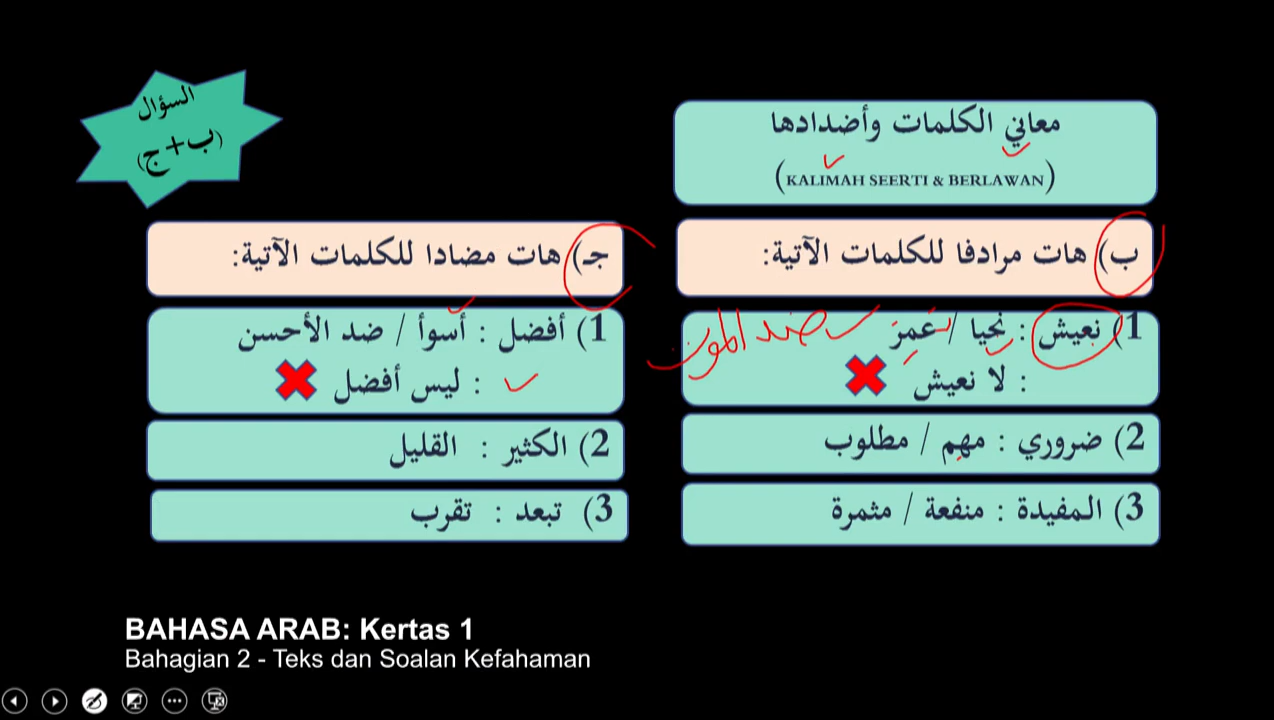 السؤال
(ب+ج)
معاني الكلمات وأضدادها
(KALIMAH SEERTI & BERLAWAN)
ب) هات مرادفا للكلمات الآتية:
1) نعيش : نحيا / نعمر ضد الموت
: لا نعيش
2) ضروري : مهم / مطلوب
3) المفيدة : منفعة / مثمرة
جـ) هات مضادا للكلمات الآتية:
1) أفضل : أسوأ / ضد الأحسن
: ليس أفضل
2) الكثير : القليل
3) تبعد : تقرب
BAHASA ARAB: Kertas 1
Bahagian 2 - Teks dan Soalan Kefahaman